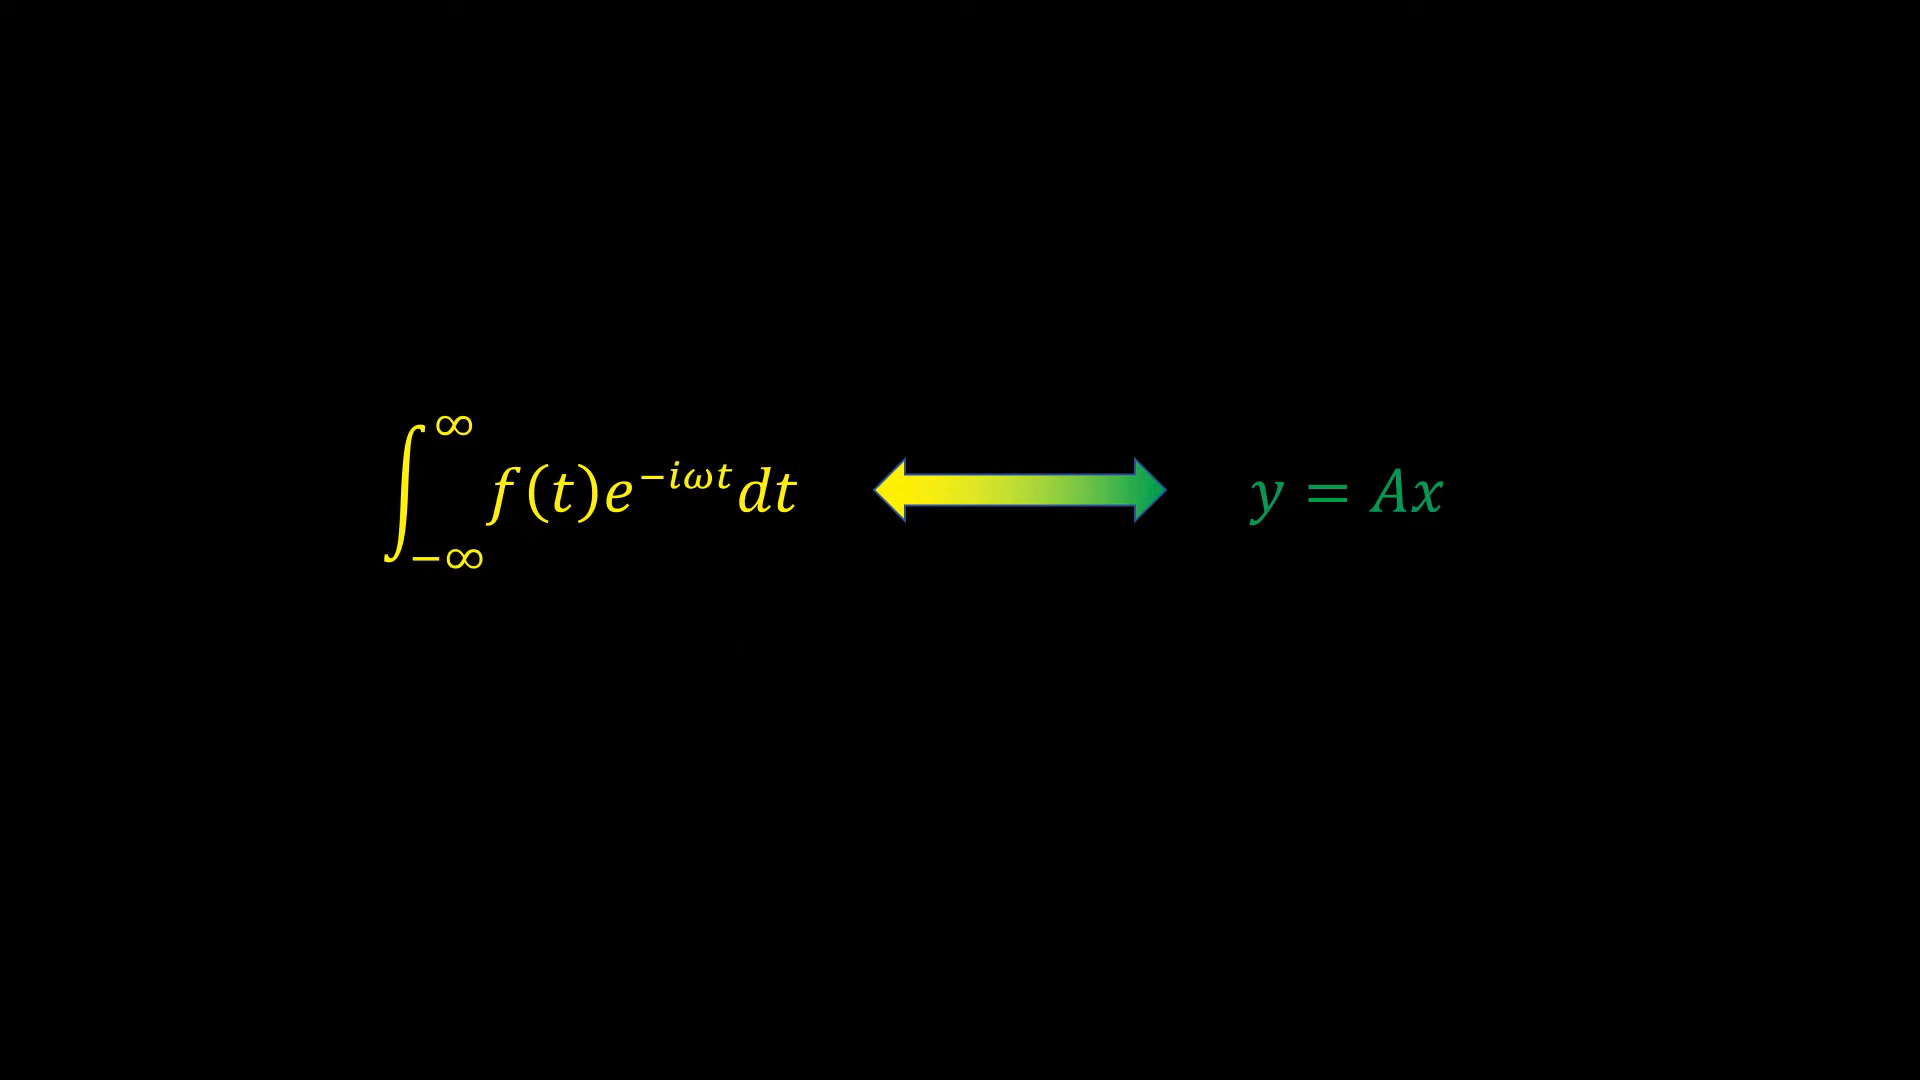 ∫_{-∞}^{∞} f(t)e^{-iωt}dt y = Ax